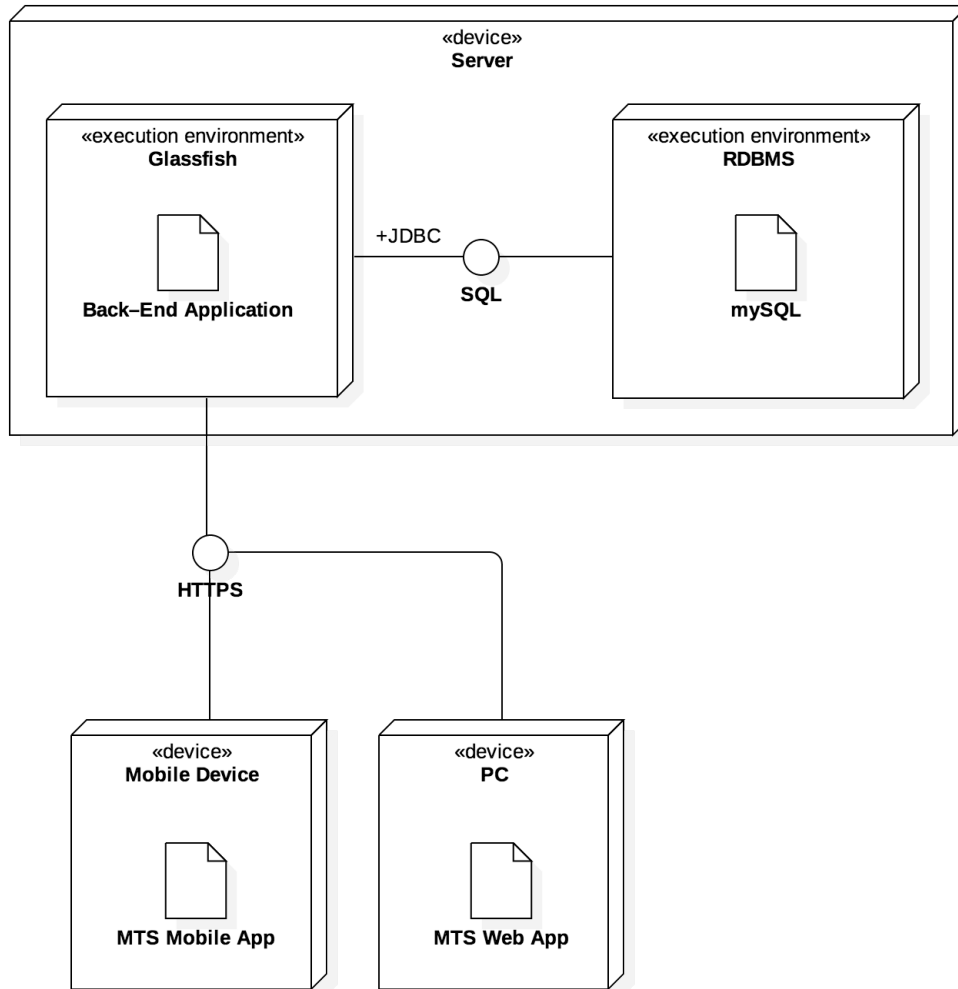 «device»
Server
«execution environment»
Glassfish
Back–End Application
+JDBC
SQL
«execution environment»
RDBMS
mySQL
HTTPS
«device»
Mobile Device
MTS Mobile App
«device»
PC
MTS Web App